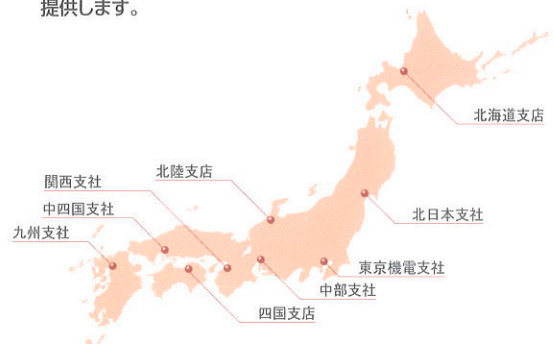 提供します。
北海道支店
北陸支店
関西支社
中四国支社
北日本支社
九州支社
東京機電支社
中部支社
四国支店